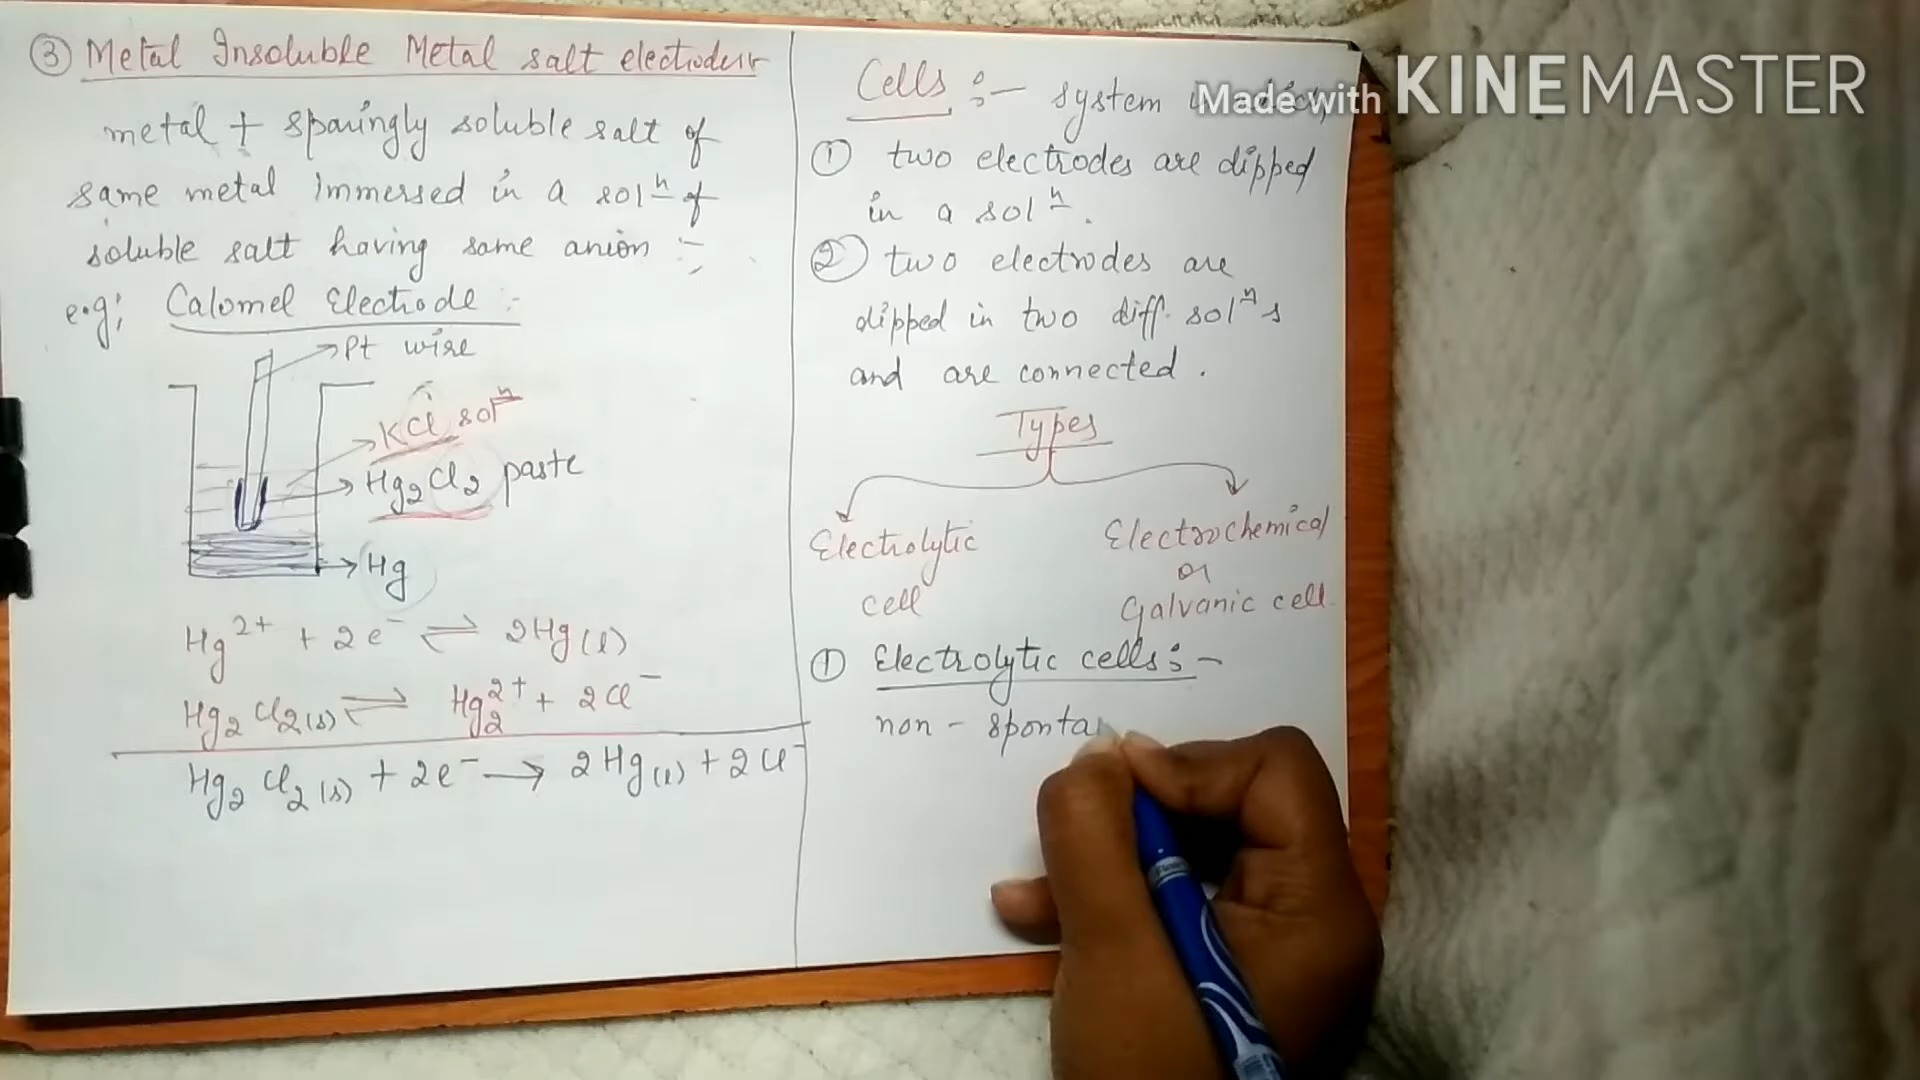 ③ Metal Insoluble Metal salt electrodes:-
metal + sparingly soluble salt of
same metal immersed in a solⁿ of
soluble salt having same anion :-
e.g; Calomel Electrode :-
Pt wire
KCl solⁿ
Hg₂Cl₂ paste
Hg
Hg²⁺ + 2e⁻ ⇌ 2Hg(l)
Hg₂Cl₂(s) ⇌ Hg₂²⁺ + 2Cl⁻
Hg₂Cl₂(s) + 2e⁻ → 2Hg(l) + 2Cl⁻
Cells :- system
① two electrodes are dipped
in a solⁿ.
② two electrodes are
dipped in two diff. solⁿs
and are connected.
Types
Electrolytic
cell
Electrochemical
or
Galvanic cell
① Electrolytic cells :-
non - sponta
Made with KINEMASTER